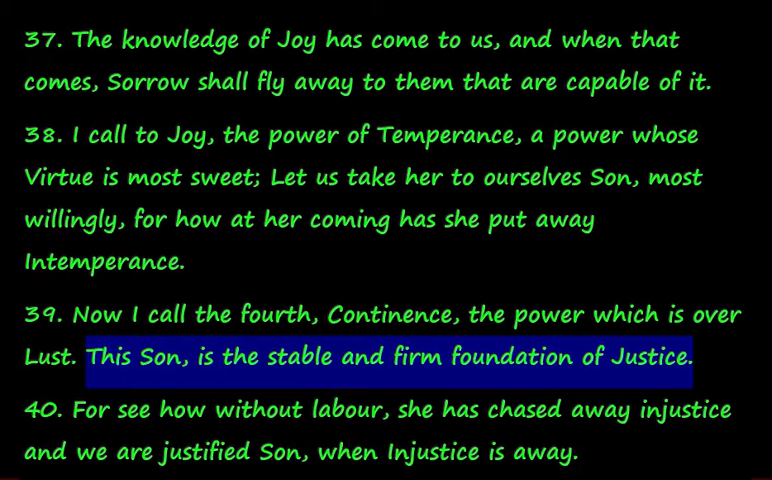 37. The knowledge of Joy has come to us, and when that
comes, Sorrow shall fly away to them that are capable of it.
38. I call to Joy, the power of Temperance, a power whose
Virtue is most sweet; Let us take her to ourselves Son, most
willingly, for how at her coming has she put away
Intemperance.
39. Now I call the fourth, Continence, the power which is over
Lust. This Son, is the stable and firm foundation of Justice.
40. For see how without labour, she has chased away injustice
and we are justified Son, when Injustice is away.